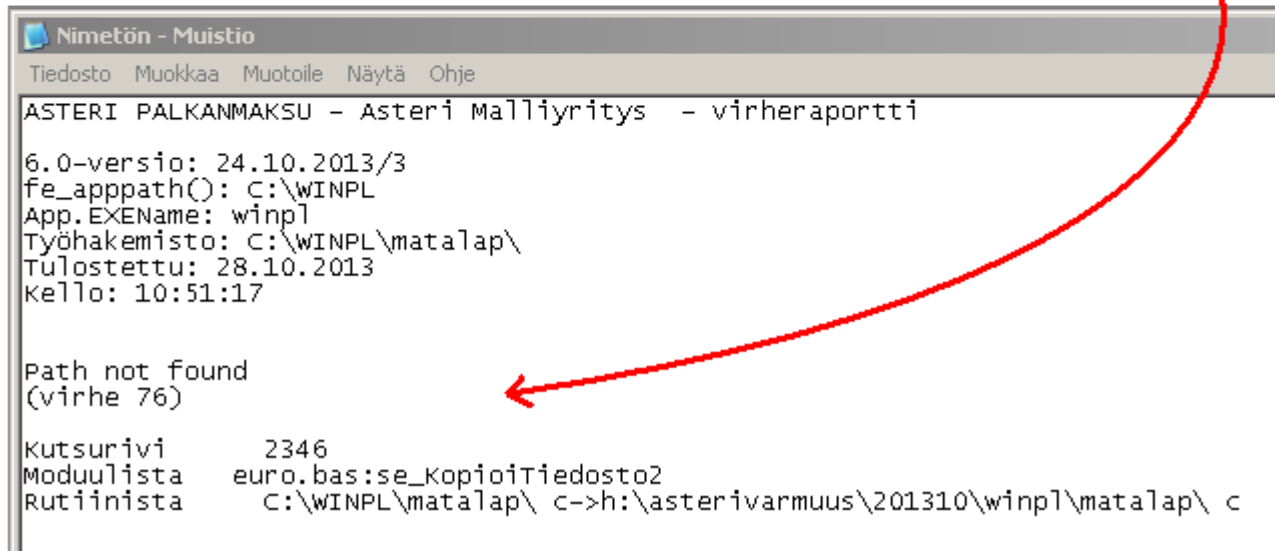 Nimetön - Muistio
Tiedosto Muokkaa Muotoile Näytä Ohje
ASTERI PALKANMAKSU - Asteri Malliyritys - virheraportti
6.0-versio: 24.10.2013/3
fe_apppath(): C:\WINPL
App.EXEName: winpl
Työhakemisto: C:\WINPL\matalap\
Tulostettu: 28.10.2013
Kello: 10:51:17
Path not found
(virhe 76)
Kutsurivi 2346
Moduulista euro.bas:se_KopioiTiedosto2
Rutiinista C:\WINPL\matalap\ c->h:\asterivarmuus\201310\winpl\matalap\ c